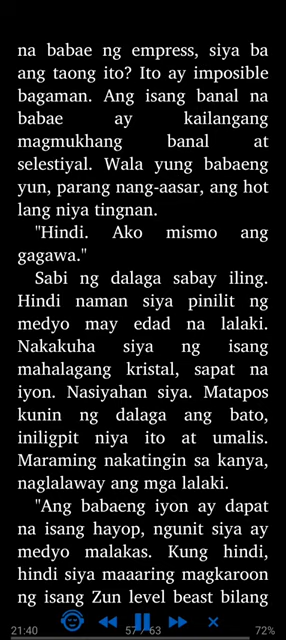 na babae ng empress, siya ba
ang taong ito? Ito ay imposible
bagaman. Ang isang banal na
babae ay kailangang
magmukhang banal at
selestiyal. Wala yung babaeng
yun, parang nang-aasar, ang hot
lang niya tingnan.
"Hindi. Ako mismo ang
gagawa."
Sabi ng dalaga sabay iling.
Hindi naman siya pinilit ng
medyo may edad na lalaki.
Nakakuha siya ng isang
mahalagang kristal, sapat na
iyon. Nasiyahan siya. Matapos
kunin ng dalaga ang bato,
iniligpit niya ito at umalis.
Maraming nakatingin sa kanya,
naglalaway ang mga lalaki.
"Ang babaeng iyon ay dapat
na isang hayop, ngunit siya ay
medyo malakas. Kung hindi,
hindi siya maaaring magkaroon
ng isang Zun level beast bilang
21:40 57 / 63 72%